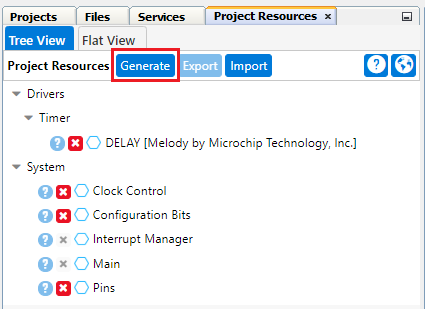 Projects Files Services Project Resources ×
Tree View Flat View
Project Resources Generate Export Import ?
Drivers
Timer
? × DELAY [Melody by Microchip Technology, Inc.]
System
? × Clock Control
? × Configuration Bits
? × Interrupt Manager
? × Main
? × Pins